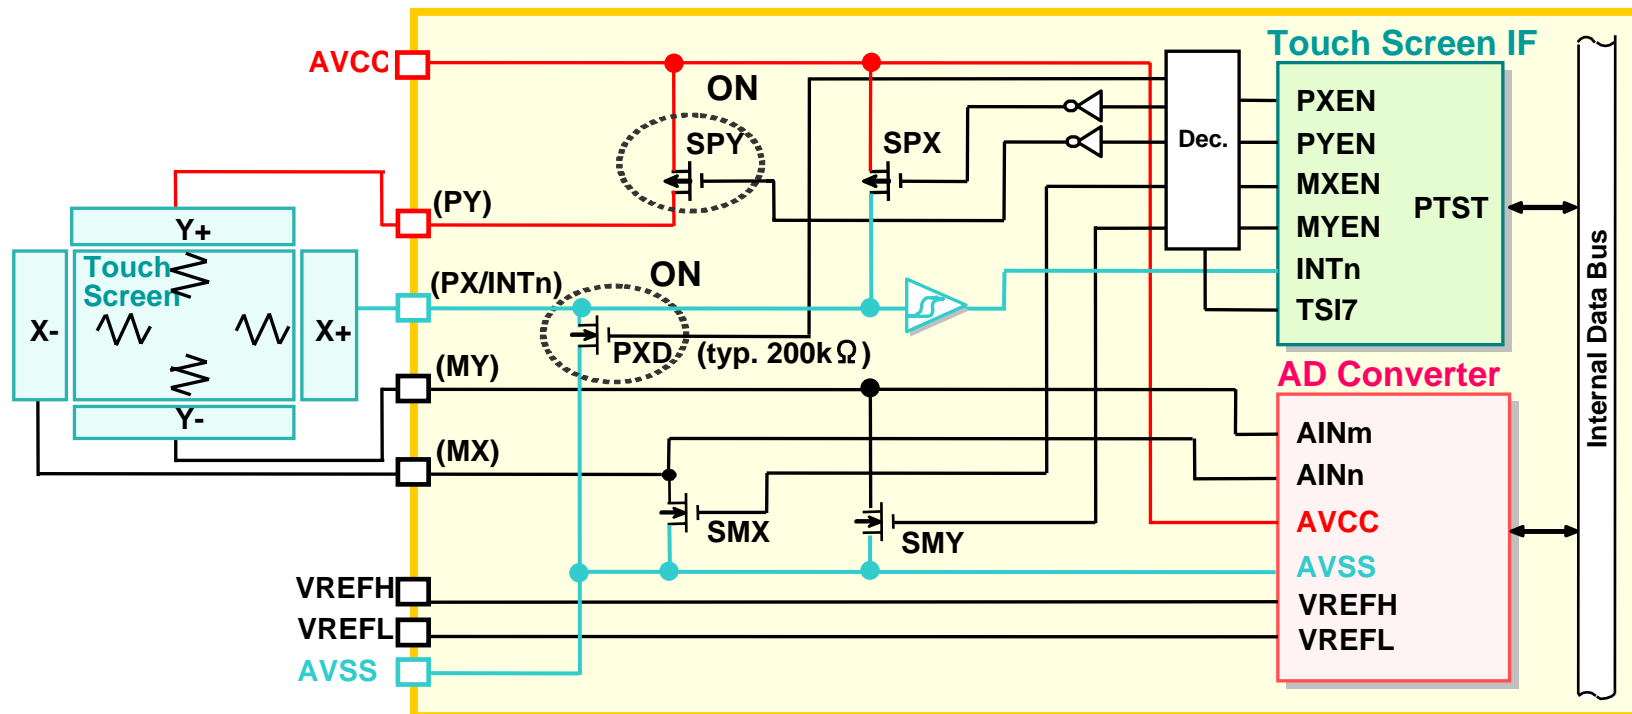 Touch Screen IF
AVCC
ON
SPY
SPX
Dec.
PXEN
PYEN
MXEN
MYEN
PTST
INTn
TSI7
(PY)
Y+
Touch
Screen
X-
X+
Y-
(PX/INTn)
ON
PXD
(typ. 200kΩ)
(MY)
(MX)
SMX
SMY
AD Converter
AINm
AINn
AVCC
AVSS
VREFH
VREFL
VREFH
VREFL
AVSS
Internal Data Bus